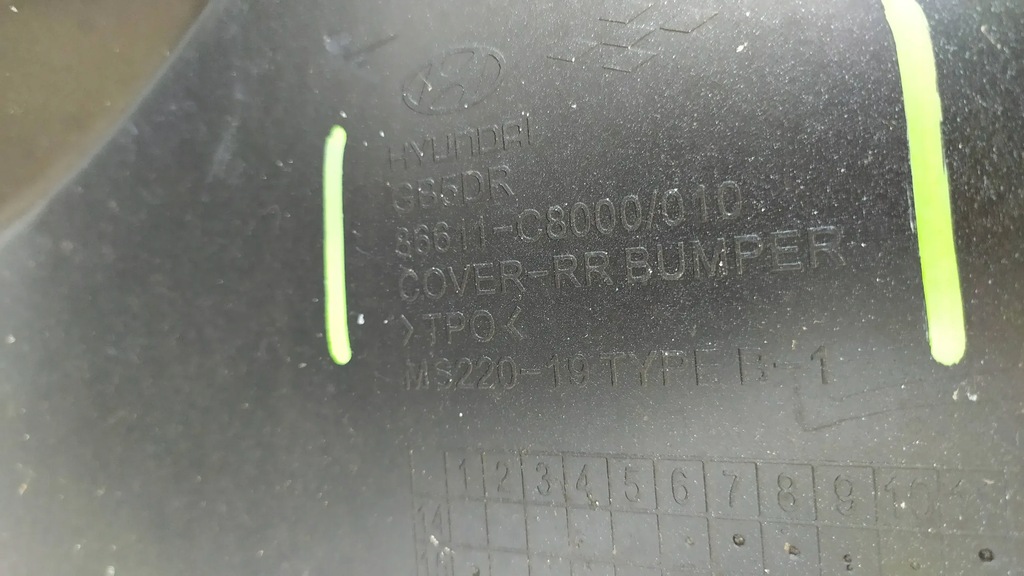 HYUNDAI
GB5DR
86611-C8000/010
COVER-RR BUMPER
>TPO<
MS220-19 TYPE B-1
1 2 3 4 5 6 7 8 9 10
14